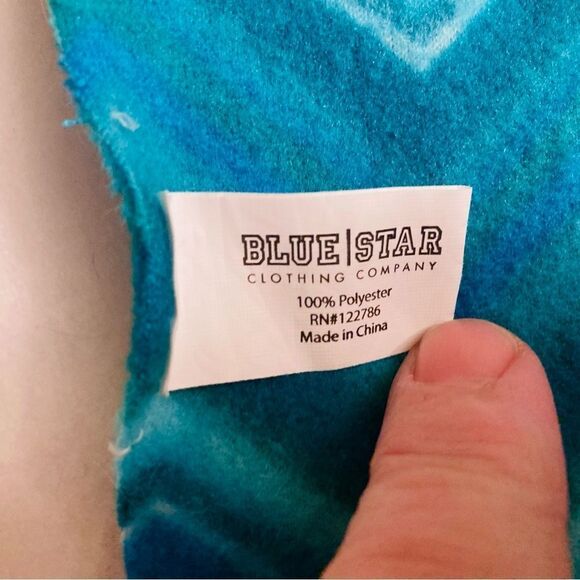 BLUE|STAR
CLOTHING COMPANY
100% Polyester
RN#122786
Made in China